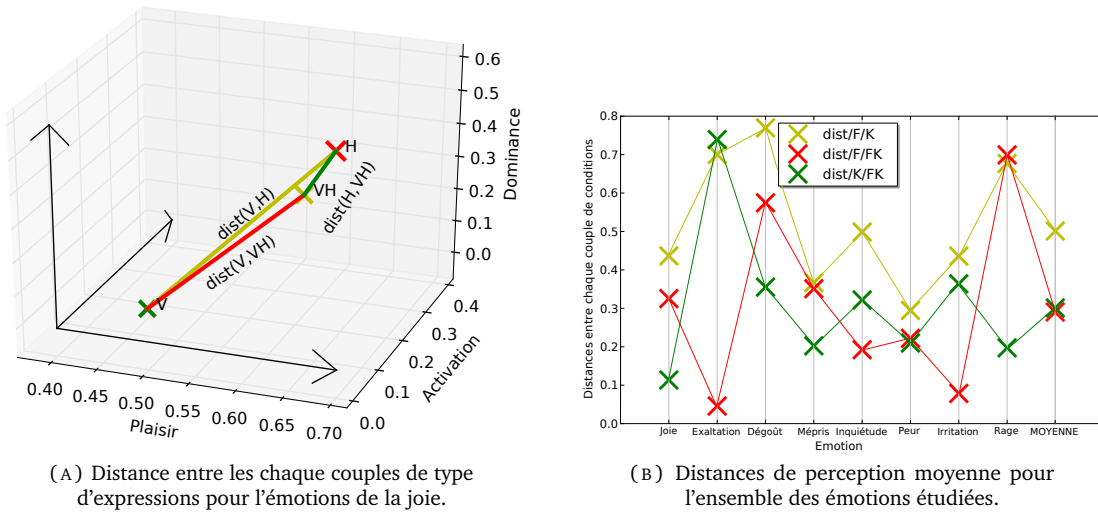 0.6
0.5
0.4
0.3
0.2
0.1
0.0
Dominance
H
VH
V
dist(V,H)
dist(V,VH)
dist(H,VH)
0.4
0.3
0.2
0.1
0.0
Activation
0.40 0.45 0.50 0.55 0.60 0.65 0.70
Plaisir
(A) Distance entre les chaque couples de type
d'expressions pour l'émotions de la joie.
0.8
0.7
0.6
0.5
0.4
0.3
0.2
0.1
0.0
Distances entre chaque couple de conditions
dist/F/K
dist/F/FK
dist/K/FK
Joie Exaltation Dégoût Mépris Inquiétude Peur Irritation Rage MOYENNE
Emotion
(B) Distances de perception moyenne pour
l'ensemble des émotions étudiées.